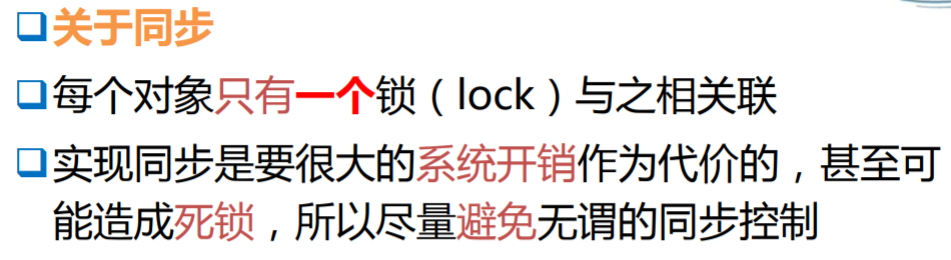 关于同步
每个对象只有一个锁（lock）与之相关联
实现同步是要很大的系统开销作为代价的，甚至可
能造成死锁，所以尽量避免无谓的同步控制